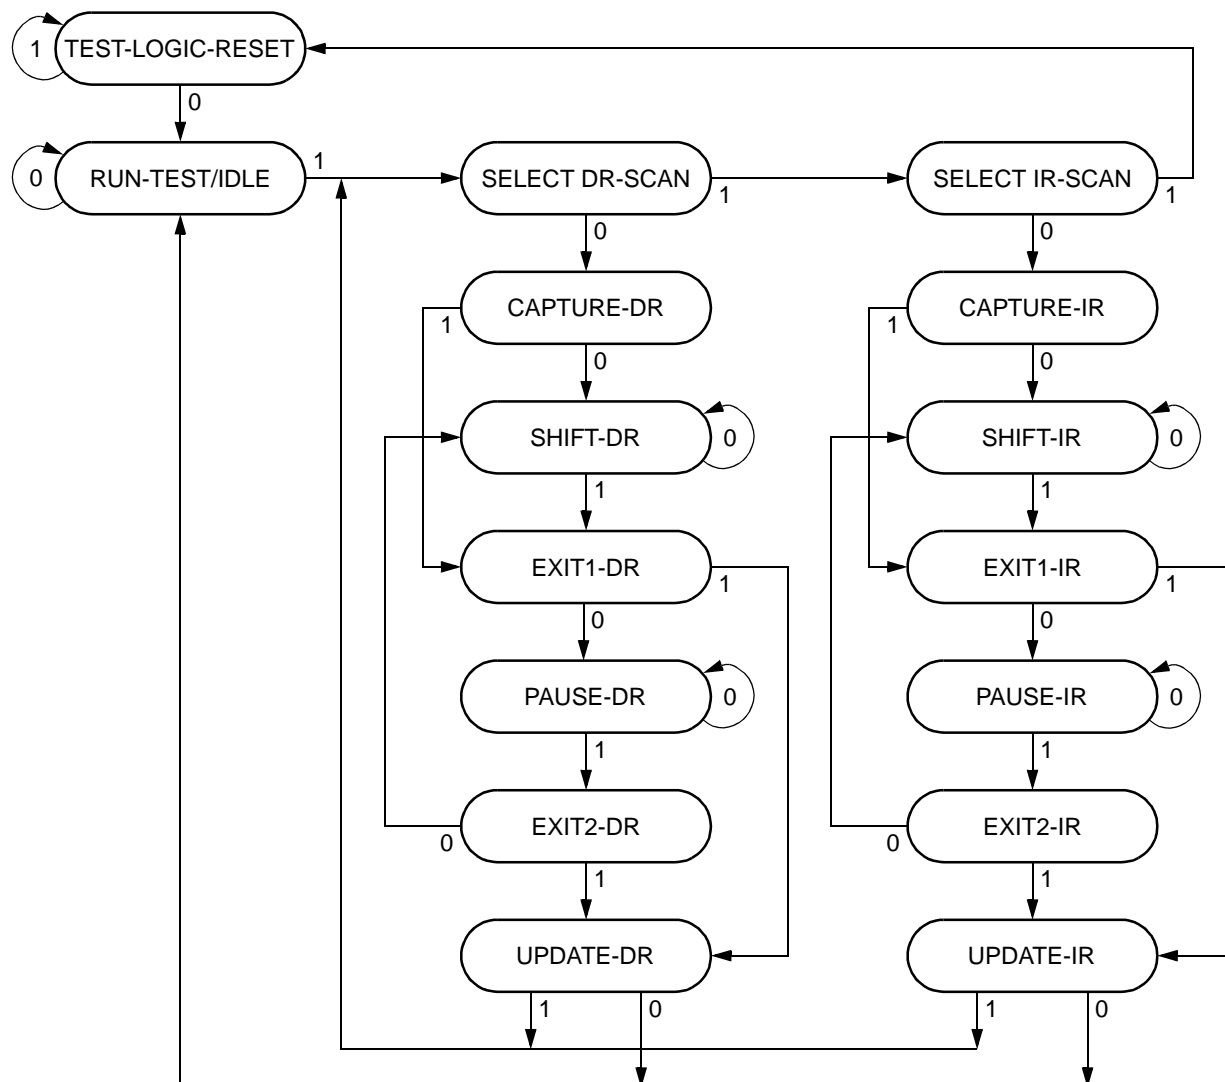 1
TEST-LOGIC-RESET
0
0
RUN-TEST/IDLE
1
SELECT DR-SCAN
1
SELECT IR-SCAN
1
0
0
CAPTURE-DR
1
0
CAPTURE-IR
1
0
SHIFT-DR
0
1
SHIFT-IR
0
1
EXIT1-DR
1
0
EXIT1-IR
1
0
PAUSE-DR
0
1
PAUSE-IR
0
1
EXIT2-DR
0
1
EXIT2-IR
0
1
UPDATE-DR
1
0
UPDATE-IR
1
0